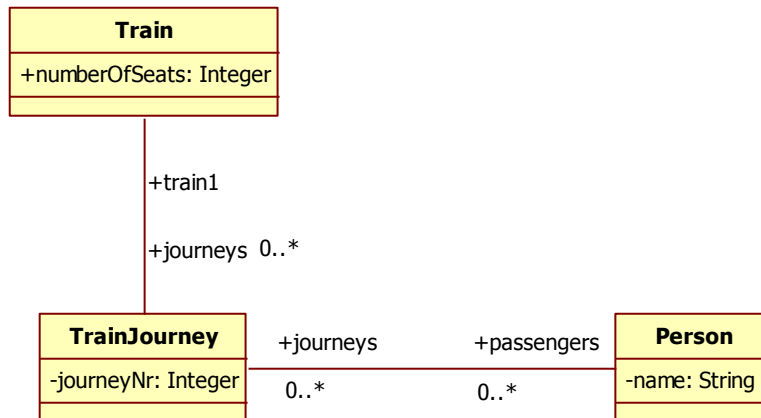 Train
+numberOfSeats: Integer
+train1
+journeys 0..*
TrainJourney
-journeyNr: Integer
+journeys
0..*
+passengers
0..*
Person
-name: String